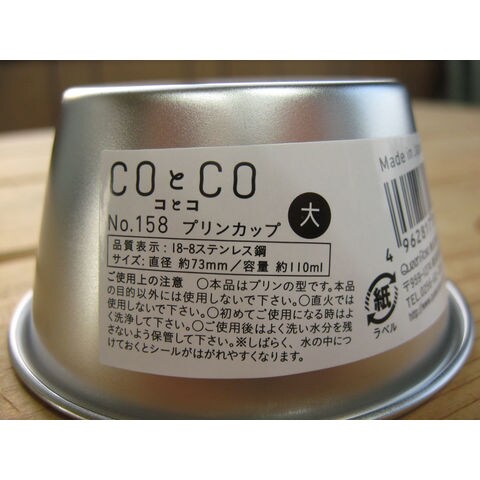 COとCO
コとコ
No.158 プリンカップ 大
品質表示:18-8ステンレス鋼
サイズ:直径 約73mm/容量 約110ml
ご使用上の注意 ○本品はプリンの型です。本品
の目的以外には使用しないで下さい。○直火では
使用しないで下さい。○初めてご使用になる時はよ
く洗浄して下さい。○ご使用後はよく洗い水分を残
さないよう保管して下さい。※しばらく、水の中につ
けておくとシールがはがれやすくなります。
Made in
4 96281
紙
ラベル